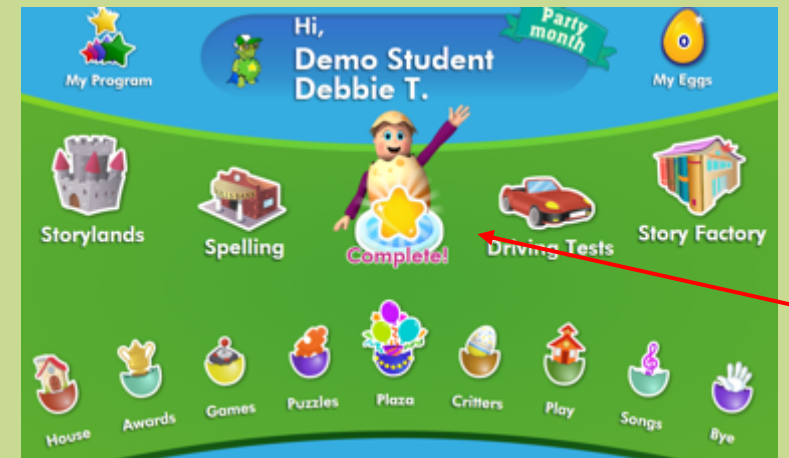 Party
month
Hi,
Demo Student
Debbie T.
My Program
My Eggs
Storylands
Spelling
Complete!
Driving Tests
Story Factory
House
Awards
Games
Puzzles
Plaza
Critters
Play
Songs
Bye